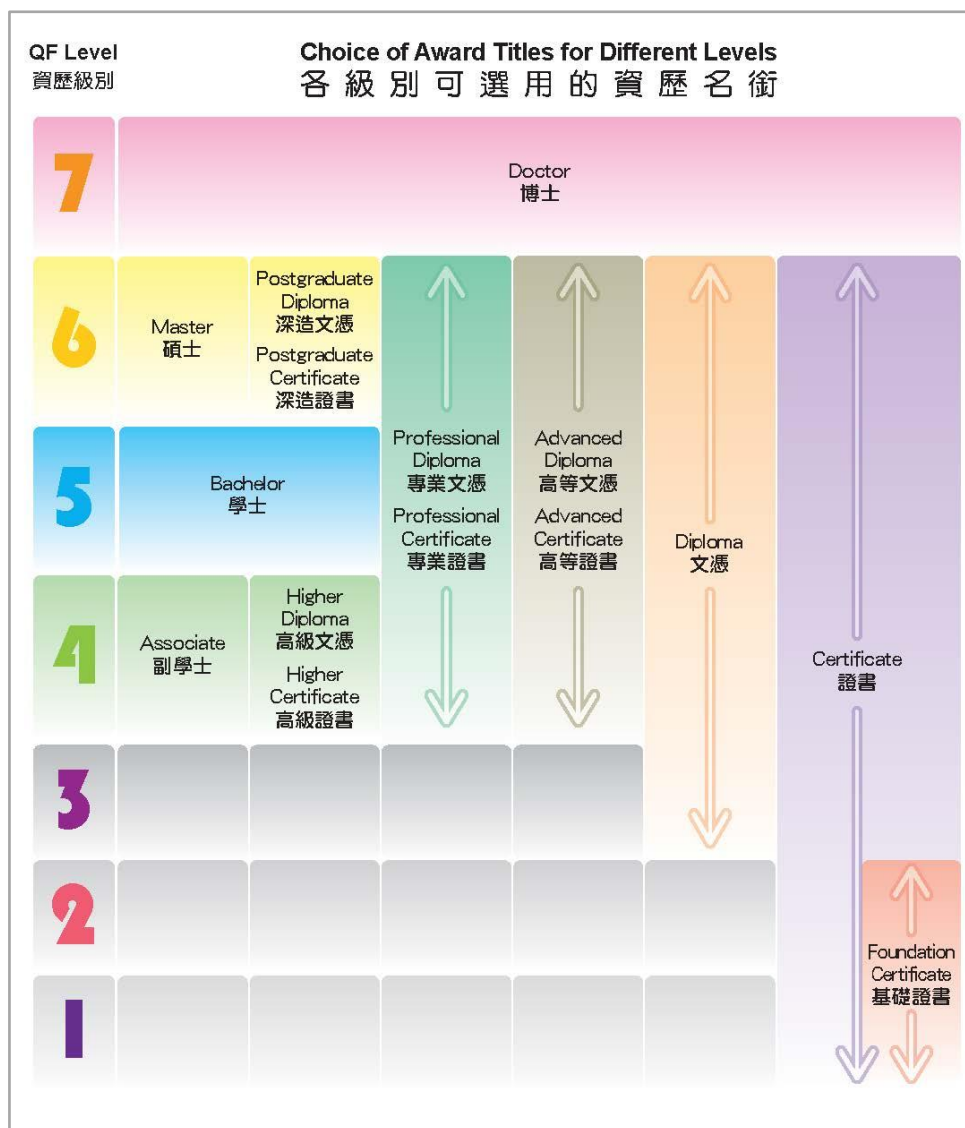 QF Level
資歷級別
Choice of Award Titles for Different Levels
各級別可選用的資歷名銜
7
Doctor
博士
6
Master
碩士
Postgraduate
Diploma
深造文憑
Postgraduate
Certificate
深造證書
5
Bachelor
學士
Professional
Diploma
專業文憑
Professional
Certificate
專業證書
Advanced
Diploma
高等文憑
Advanced
Certificate
高等證書
Diploma
文憑
4
Associate
副學士
Higher
Diploma
高級文憑
Higher
Certificate
高級證書
Certificate
證書
3
2
Foundation
Certificate
基礎證書
1